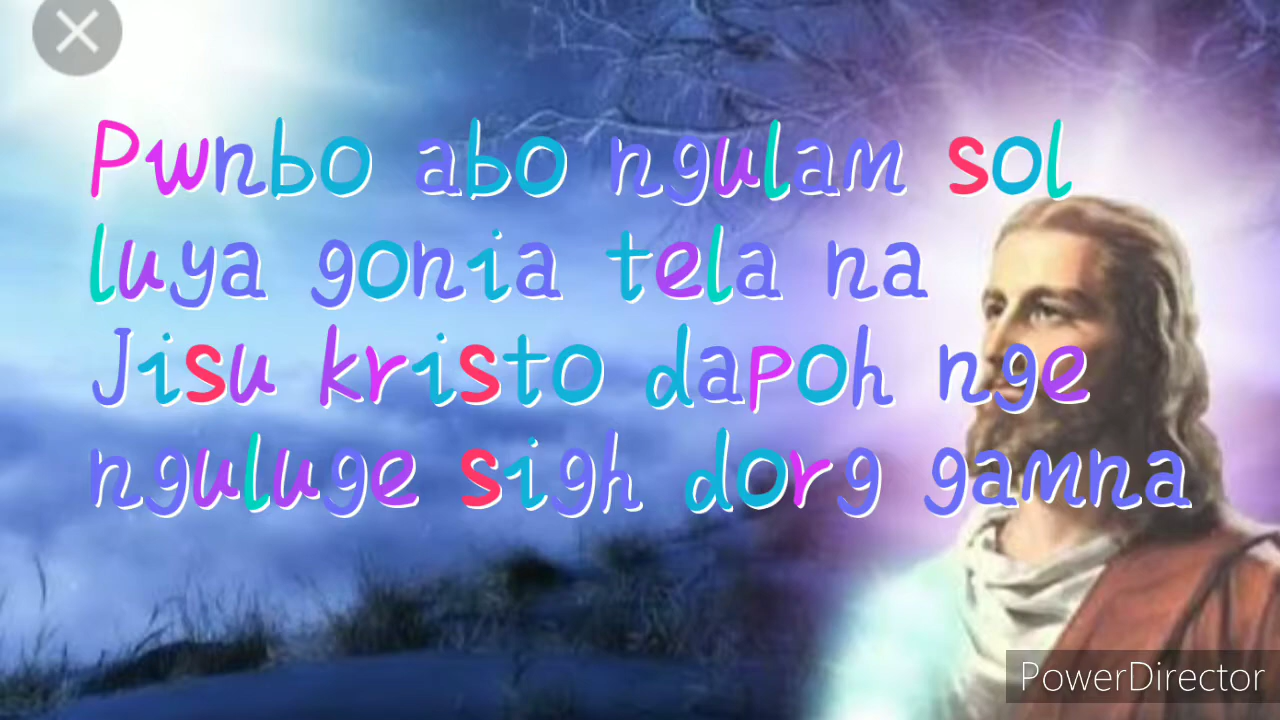 Pwnbo abo ngulam sol
luya gonia tela na
Jisu kristo dapoh nge
nguluge sigh dorg gamna
PowerDirector